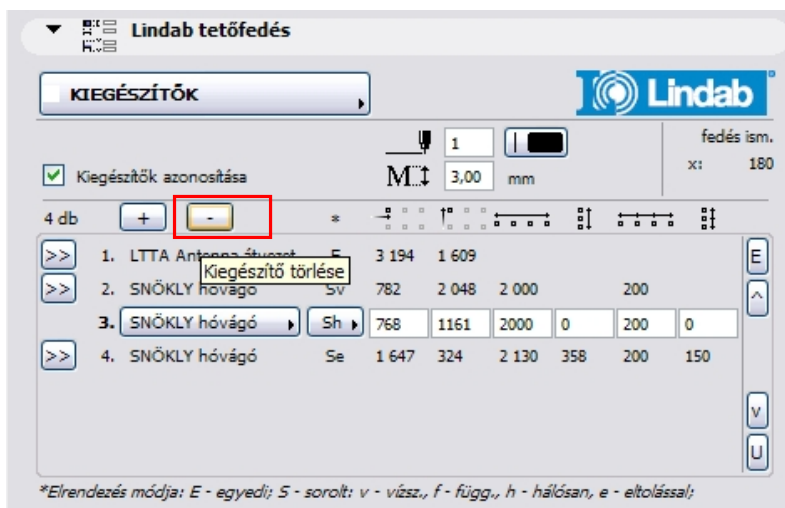 Lindab tetőfedés
KIEGÉSZÍTŐK
Lindab
1
fedés ism.
x: 180
Kiegészítők azonosítása
M 3,00 mm
4 db + - *
>> 1. LTTA Antenna átvezet E 3 194 1 609 E
Kiegészítő törlése
>> 2. SNÖKLY hóvágó Sv 782 2 048 2 000 200 ^
3. SNÖKLY hóvágó Sh 768 1161 2000 0 200 0
>> 4. SNÖKLY hóvágó Se 1 647 324 2 130 358 200 150
v
U
*Elrendezés módja: E - egyedi; S - sorolt: v - vízsz., f - függ., h - hálósan, e - eltolással;